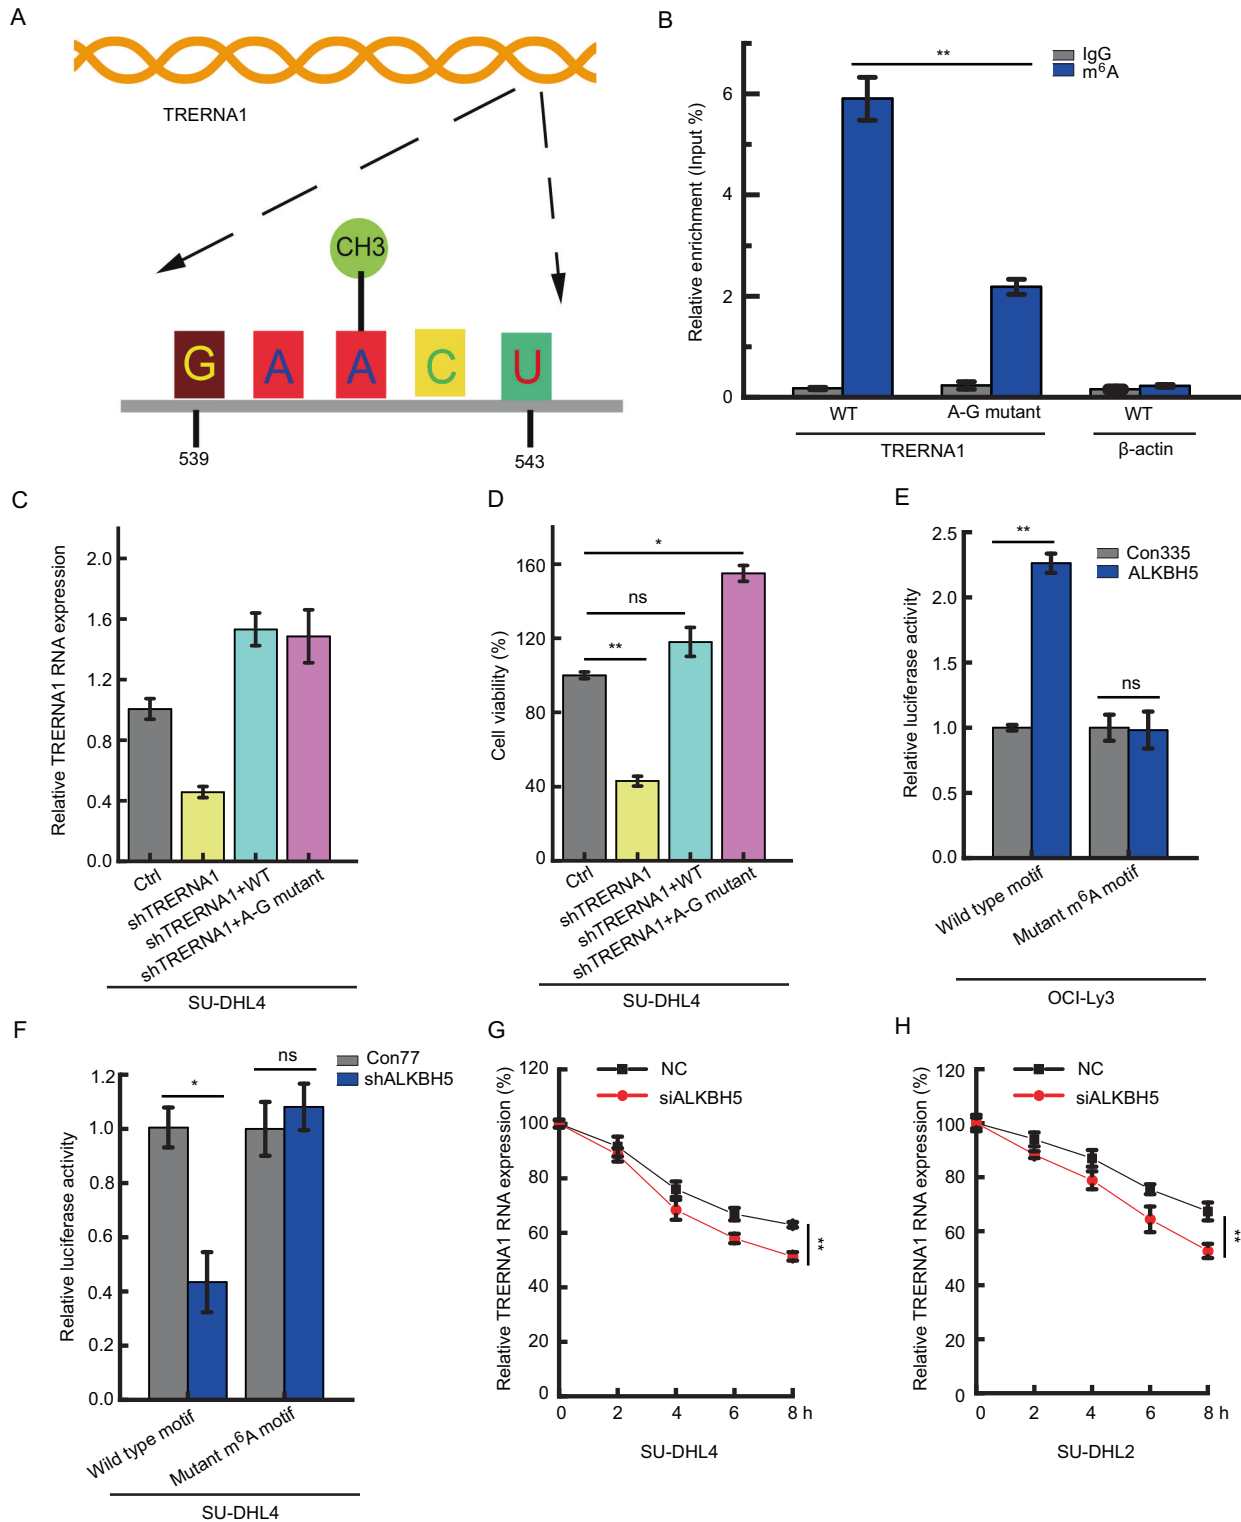 A
TRERNA1
CH3
G A A C U
539 543
B
Relative enrichment (Input %)
6
4
2
0
**
IgG
m⁶A
WT A-G mutant WT
TRERNA1 β-actin
C
Relative TRERNA1 RNA expression
2.0
1.6
1.2
0.8
0.4
0.0
Ctrl
shTRERNA1
shTRERNA1+WT
shTRERNA1+A-G mutant
SU-DHL4
D
Cell viability (%)
160
120
80
40
0
*
ns
**
Ctrl
shTRERNA1
shTRERNA1+WT
shTRERNA1+A-G mutant
SU-DHL4
E
Relative luciferase activity
2.5
2.0
1.5
1.0
0.5
0.0
**
ns
Con335
ALKBH5
Wild type motif
Mutant m⁶A motif
OCI-Ly3
F
Relative luciferase activity
1.2
1.0
0.8
0.6
0.4
0.2
0.0
*
ns
Con77
shALKBH5
Wild type motif
Mutant m⁶A motif
SU-DHL4
G
Relative TRERNA1 RNA expression (%)
120
100
80
60
40
20
0
NC
siALKBH5
**
0 2 4 6 8 h
SU-DHL4
H
Relative TRERNA1 RNA expression (%)
120
100
80
60
40
20
0
NC
siALKBH5
**
0 2 4 6 8 h
SU-DHL2